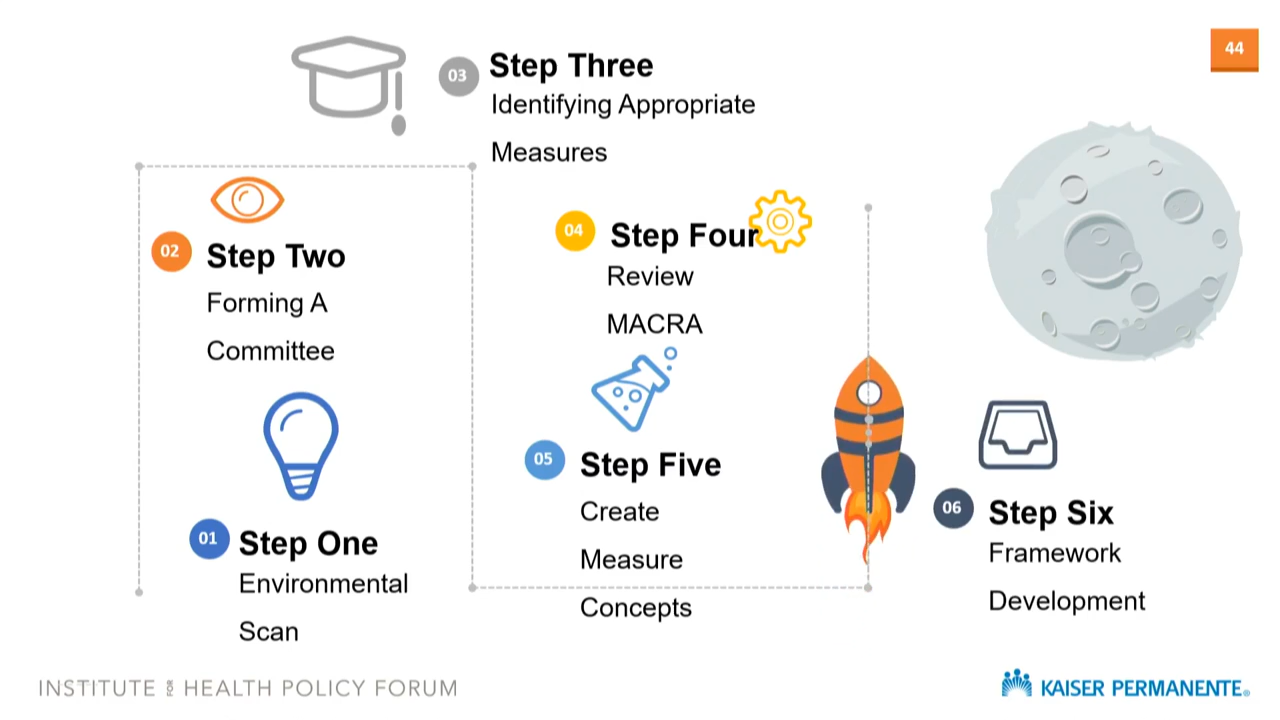 44
03
Step Three
Identifying Appropriate
Measures
02
Step Two
Forming A
Committee
04
Step Four
Review
MACRA
01
Step One
Environmental
Scan
05
Step Five
Create
Measure
Concepts
06
Step Six
Framework
Development
INSTITUTE FOR HEALTH POLICY FORUM
KAISER PERMANENTE®